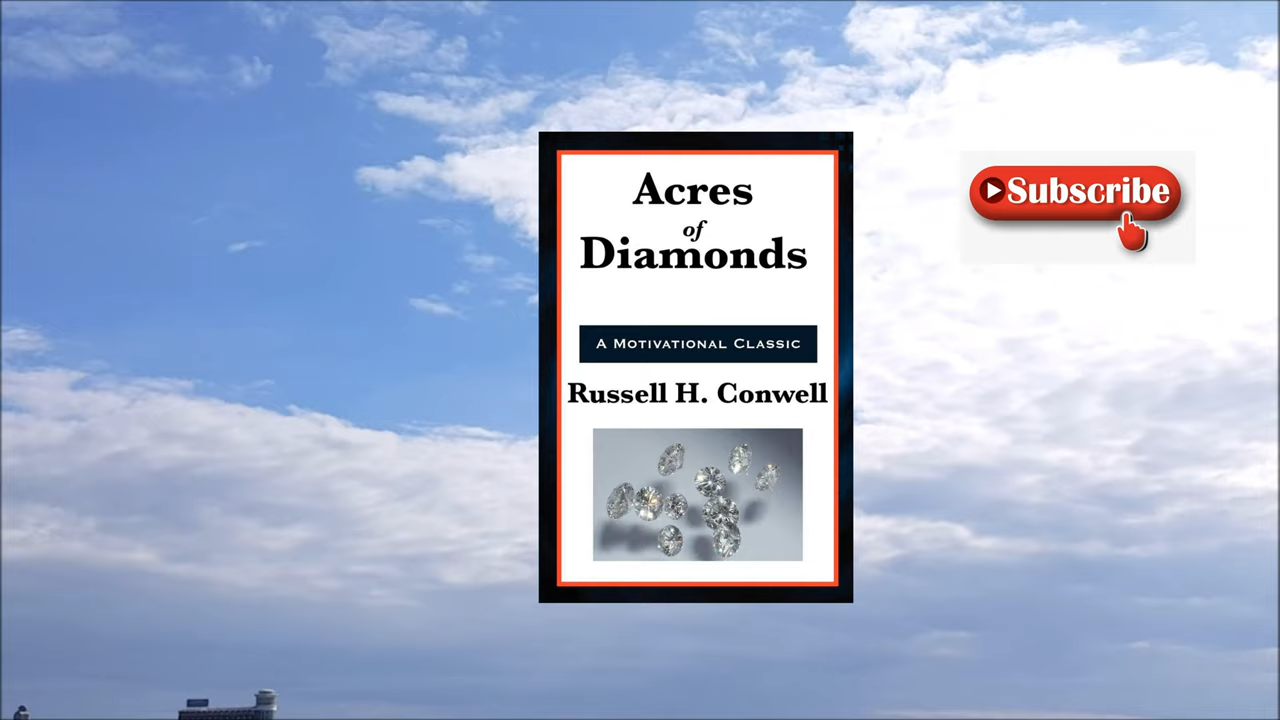 Acres
of
Diamonds
A Motivational Classic
Russell H. Conwell
Subscribe